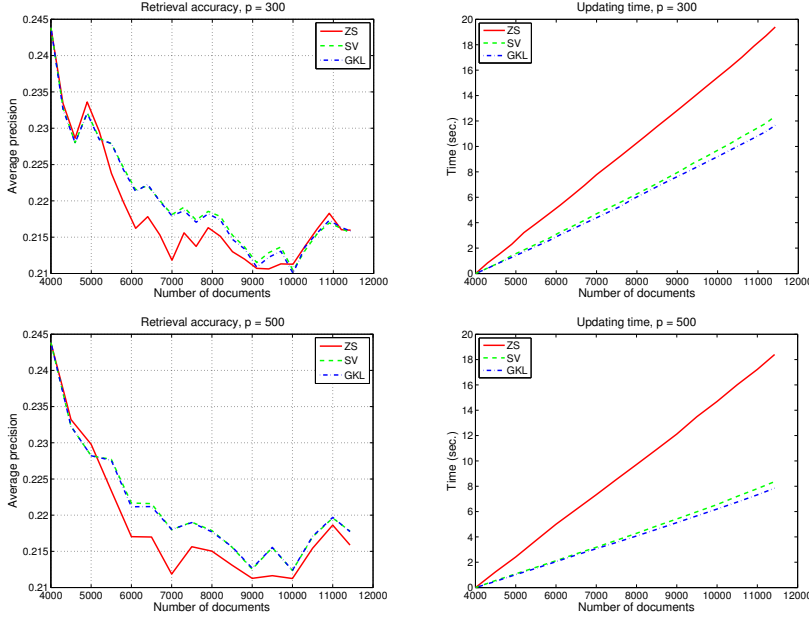 Retrieval accuracy, p = 300
0.245
0.24
0.235
0.23
0.225
0.22
0.215
0.21
Average precision
4000 5000 6000 7000 8000 9000 10000 11000 12000
Number of documents
ZS
SV
GKL
Updating time, p = 300
20
18
16
14
12
10
8
6
4
2
0
Time (sec.)
4000 5000 6000 7000 8000 9000 10000 11000 12000
Number of documents
ZS
SV
GKL
Retrieval accuracy, p = 500
0.245
0.24
0.235
0.23
0.225
0.22
0.215
0.21
Average precision
4000 5000 6000 7000 8000 9000 10000 11000 12000
Number of documents
ZS
SV
GKL
Updating time, p = 500
20
18
16
14
12
10
8
6
4
2
0
Time (sec.)
4000 5000 6000 7000 8000 9000 10000 11000 12000
Number of documents
ZS
SV
GKL